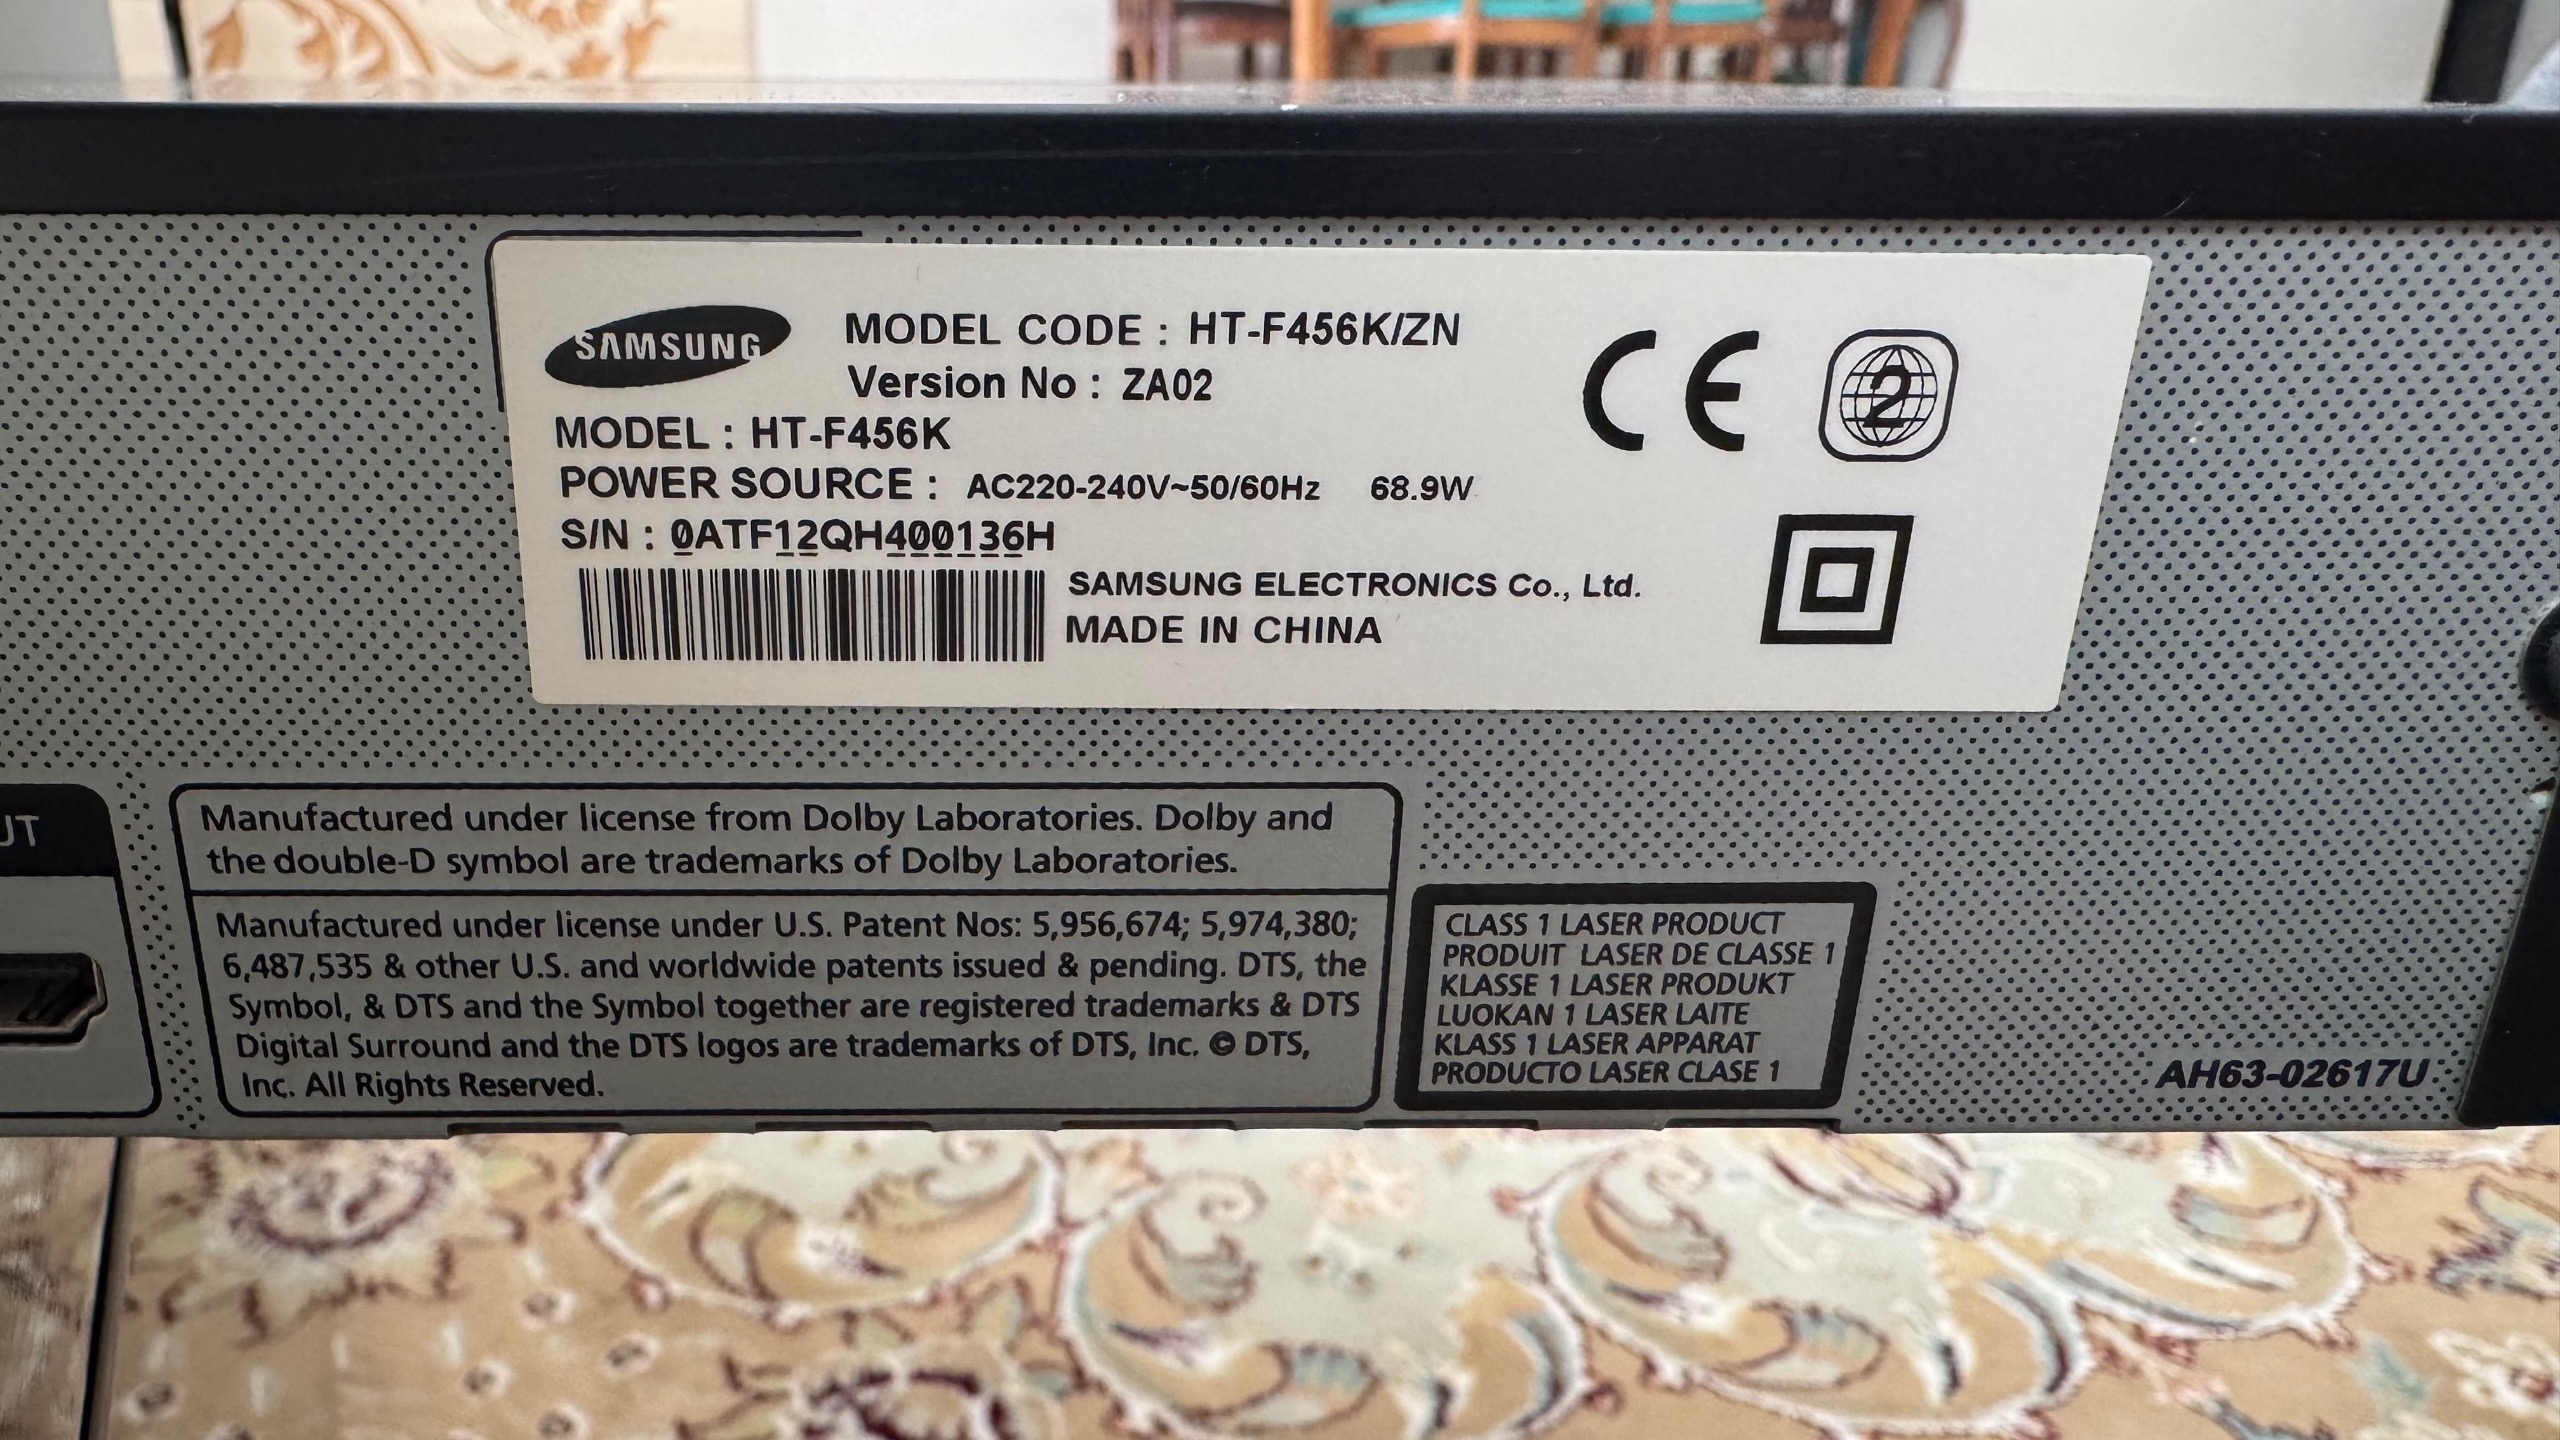 SAMSUNG
MODEL CODE : HT-F456K/ZN
Version No : ZA02
MODEL : HT-F456K
POWER SOURCE : AC220-240V~50/60Hz 68.9W
S/N : 0ATF12QH400136H
SAMSUNG ELECTRONICS Co., Ltd.
MADE IN CHINA
CE
2
UT
Manufactured under license from Dolby Laboratories. Dolby and
the double-D symbol are trademarks of Dolby Laboratories.
Manufactured under license under U.S. Patent Nos: 5,956,674; 5,974,380;
6,487,535 & other U.S. and worldwide patents issued & pending. DTS, the
Symbol, & DTS and the Symbol together are registered trademarks & DTS
Digital Surround and the DTS logos are trademarks of DTS, Inc. © DTS,
Inc. All Rights Reserved.
CLASS 1 LASER PRODUCT
PRODUIT LASER DE CLASSE 1
KLASSE 1 LASER PRODUKT
LUOKAN 1 LASER LAITE
KLASS 1 LASER APPARAT
PRODUCTO LASER CLASE 1
AH63-02617U